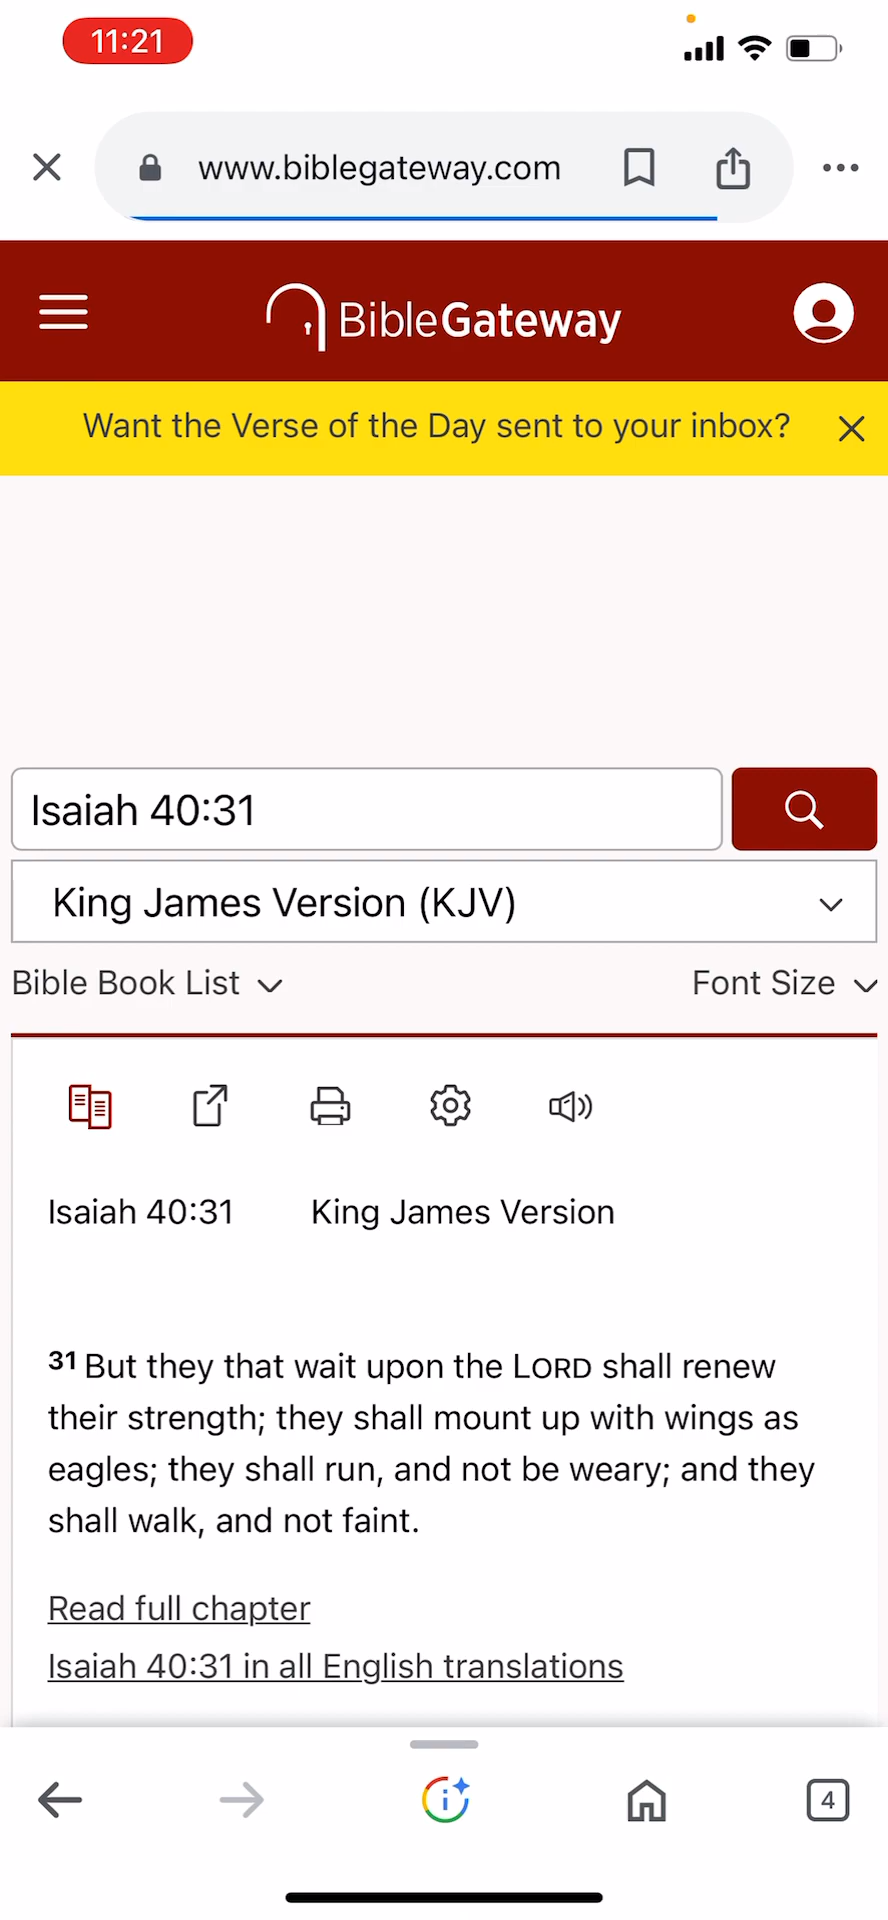 11:21
www.biblegateway.com
BibleGateway
Want the Verse of the Day sent to your inbox?
Isaiah 40:31
King James Version (KJV)
Bible Book List
Font Size
Isaiah 40:31 King James Version
31 But they that wait upon the LORD shall renew
their strength; they shall mount up with wings as
eagles; they shall run, and not be weary; and they
shall walk, and not faint.
Read full chapter
Isaiah 40:31 in all English translations
i
4